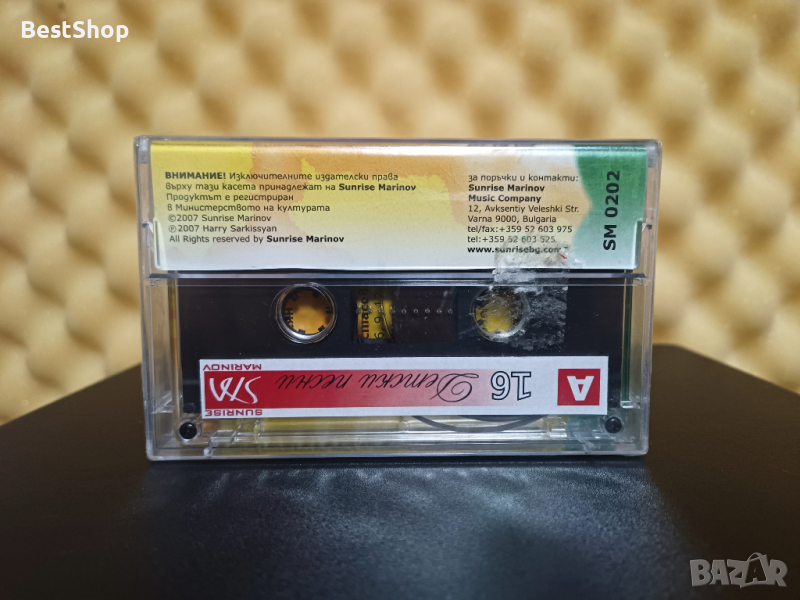 BestShop
ВНИМАНИЕ! Изключителните издателски права
върху тази касета принадлежат на Sunrise Marinov
Продуктът е регистриран
в Министерството на културата
©2007 Sunrise Marinov
℗2007 Harry Sarkissyan
All Rights reserved by Sunrise Marinov
за поръчки и контакти:
Sunrise Marinov
Music Company
12, Avksentiy Veleshki Str.
Varna 9000, Bulgaria
tel/fax:+359 52 603 975
tel:+359 52 603 525
www.sunrisebg.com
SM 0202
A
16 Детски песни
SM
SUNRISE
MARINOV
BAZAR